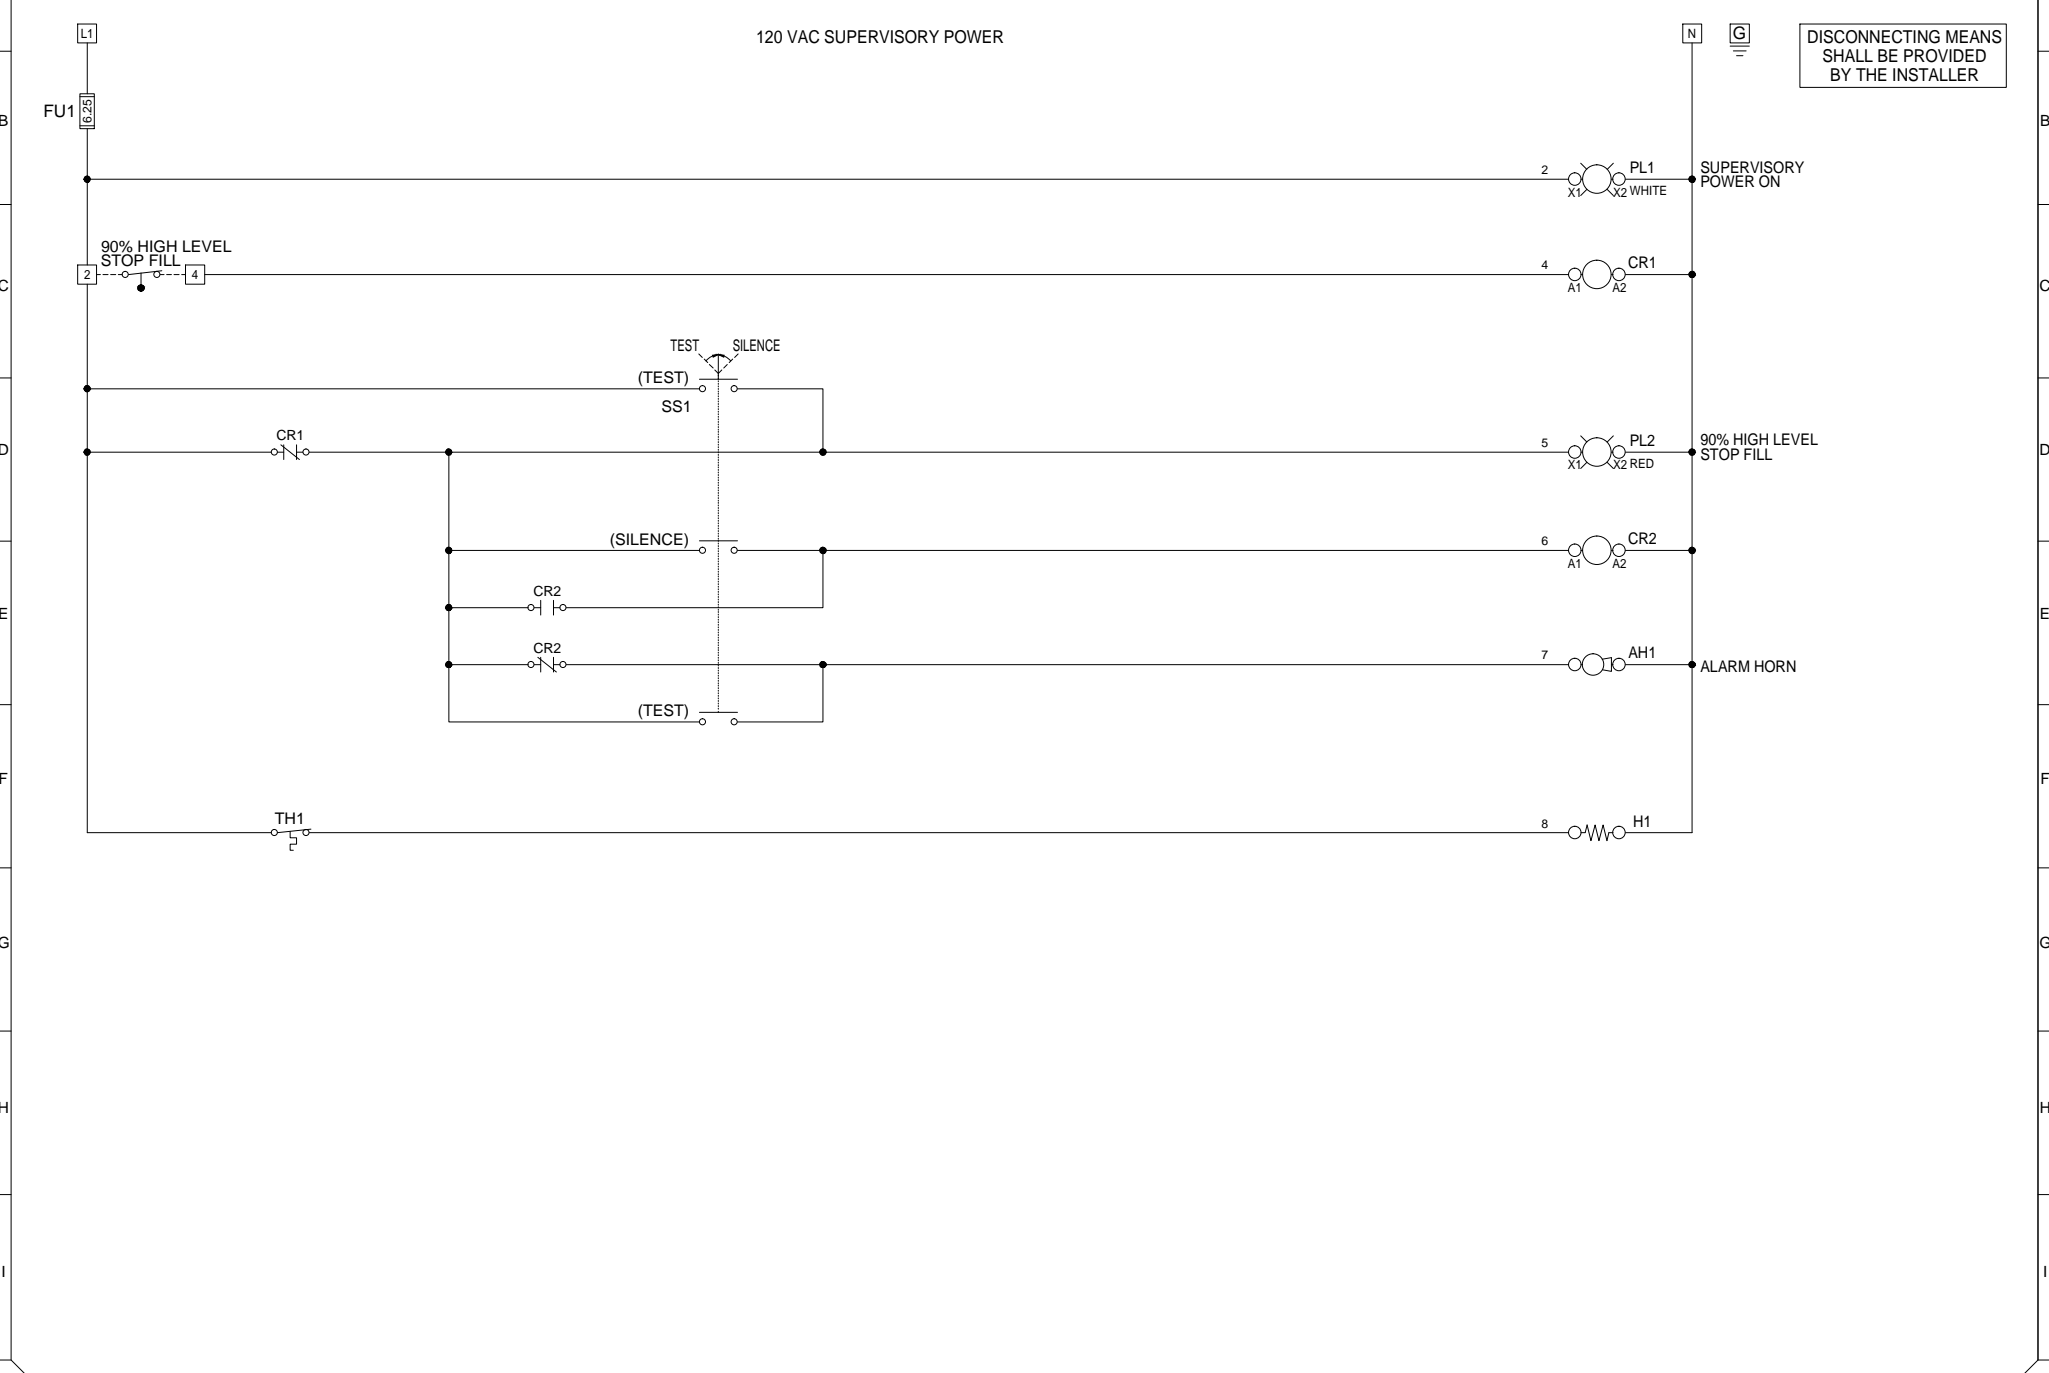 L1
120 VAC SUPERVISORY POWER
N
G
DISCONNECTING MEANS
SHALL BE PROVIDED
BY THE INSTALLER
FU1
6.25
B
B
2
PL1
X1
X2 WHITE
SUPERVISORY
POWER ON
90% HIGH LEVEL
STOP FILL
2
4
4
CR1
A1
A2
C
C
TEST
SILENCE
(TEST)
SS1
CR1
5
PL2
X1
X2 RED
90% HIGH LEVEL
STOP FILL
D
D
(SILENCE)
6
CR2
A1
A2
CR2
E
E
CR2
7
AH1
ALARM HORN
(TEST)
F
F
TH1
8
H1
G
G
H
H
I
I